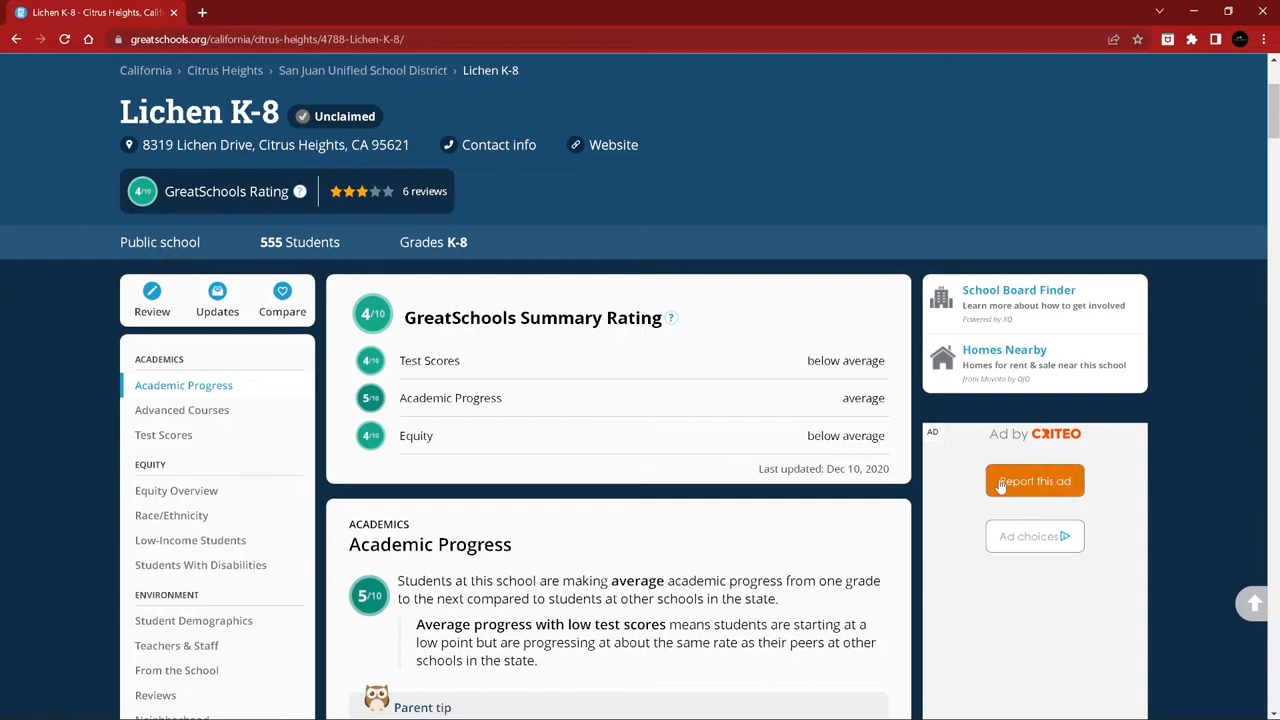 Lichen K-8 - Citrus Heights, Calif
greatschools.org/california/citrus-heights/4788-Lichen-K-8/
California › Citrus Heights › San Juan Unified School District › Lichen K-8
Lichen K-8 Unclaimed
8319 Lichen Drive, Citrus Heights, CA 95621 Contact info Website
4/10 GreatSchools Rating ? 6 reviews
Public school 555 Students Grades K-8
Review Updates Compare
ACADEMICS
Academic Progress
Advanced Courses
Test Scores
EQUITY
Equity Overview
Race/Ethnicity
Low-Income Students
Students With Disabilities
ENVIRONMENT
Student Demographics
Teachers & Staff
From the School
Reviews
Neighborhood
4/10 GreatSchools Summary Rating ?
4/10 Test Scores below average
5/10 Academic Progress average
4/10 Equity below average
Last updated: Dec 10, 2020
ACADEMICS
Academic Progress
5/10
Students at this school are making average academic progress from one grade
to the next compared to students at other schools in the state.
Average progress with low test scores means students are starting at a
low point but are progressing at about the same rate as their peers at other
schools in the state.
Parent tip
School Board Finder
Learn more about how to get involved
Powered by XQ
Homes Nearby
Homes for rent & sale near this school
from Movoto by OJO
AD
Ad by CRITEO
Report this ad
Ad choices